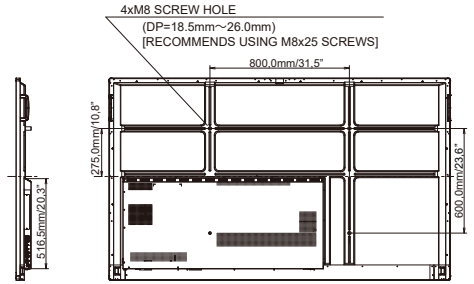 4xM8 SCREW HOLE
(DP=18.5mm～26.0mm)
[RECOMMENDS USING M8x25 SCREWS]
800,0mm/31,5"
275,0mm/10,8"
600,0mm/23,6"
516,5mm/20,3"